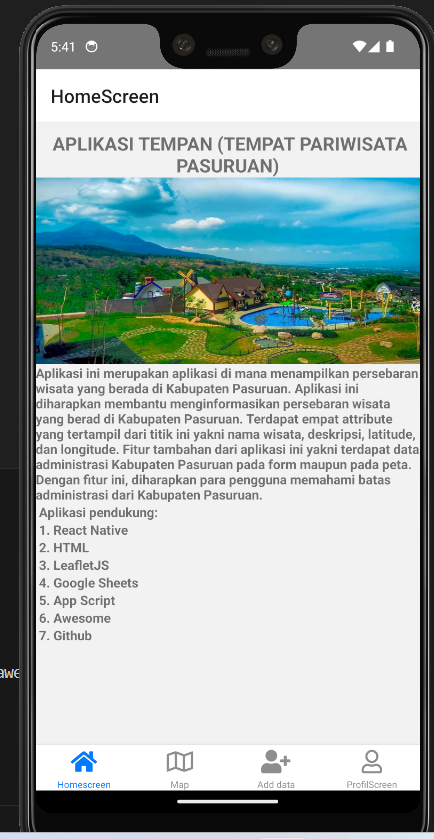 5:41
HomeScreen
APLIKASI TEMPAN (TEMPAT PARIWISATA
PASURUAN)
Aplikasi ini merupakan aplikasi di mana menampilkan persebaran
wisata yang berada di Kabupaten Pasuruan. Aplikasi ini
diharapkan membantu menginformasikan persebaran wisata
yang berad di Kabupaten Pasuruan. Terdapat empat attribute
yang tertampil dari titik ini yakni nama wisata, deskripsi, latitude,
dan longitude. Fitur tambahan dari aplikasi ini yakni terdapat data
administrasi Kabupaten Pasuruan pada form maupun pada peta.
Dengan fitur ini, diharapkan para pengguna memahami batas
administrasi dari Kabupaten Pasuruan.
Aplikasi pendukung:
1. React Native
2. HTML
3. LeafletJS
4. Google Sheets
5. App Script
6. Awesome
7. Github
awe
Homescreen Map Add data ProfilScreen